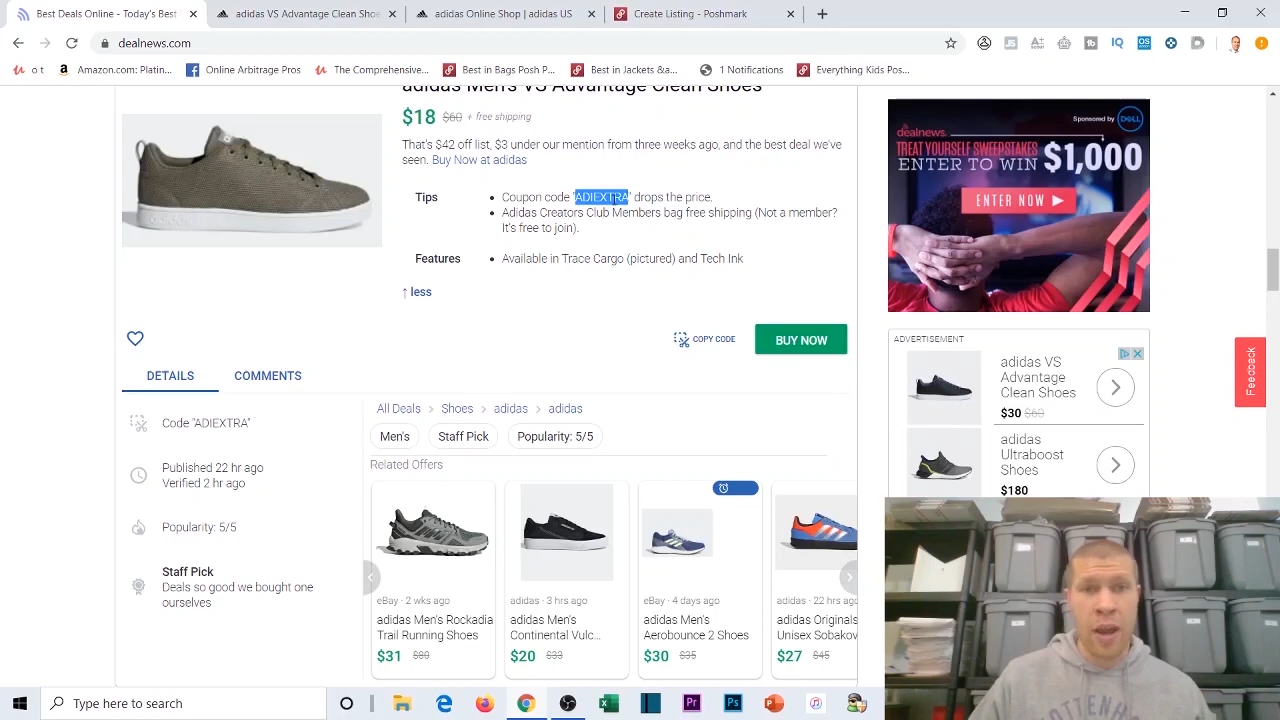 Best Deals Online - Today's Best
adidas VS Advantage Clean Shoe
adidas Online Shop | adidas US
Create Listing - Poshmark
dealnews.com
o t
Amazon.com: Platin...
Online Arbitrage Pros
The Comprehensive...
Best in Bags Posh P...
Best in Jackets &a...
1 Notifications
Everything Kids Pos...
adidas Men's VS Advantage Clean Shoes
$18 $60 + free shipping
That's $42 off list, $2 under our mention from three weeks ago, and the best deal we've
seen. Buy Now at adidas
Tips
Coupon code "ADIEXTRA" drops the price.
Adidas Creators Club Members bag free shipping (Not a member?
It's free to join).
Features
Available in Trace Cargo (pictured) and Tech Ink
↑ less
COPY CODE
BUY NOW
DETAILS
COMMENTS
Code "ADIEXTRA"
Published 22 hr ago
Verified 2 hr ago
Popularity: 5/5
Staff Pick
Deals so good we bought one
ourselves
All Deals > Shoes > adidas > adidas
Men's
Staff Pick
Popularity: 5/5
Related Offers
eBay · 2 wks ago
adidas Men's Rockadia
Trail Running Shoes
$31 $80
adidas · 3 hrs ago
adidas Men's
Continental Vulc...
$20 $33
eBay · 4 days ago
adidas Men's
Aerobounce 2 Shoes
$30 $35
adidas · 22 hrs ago
adidas Originals
Unisex Sobakov
$27 $45
Sponsored by DELL
dealnews.
TREAT YOURSELF SWEEPSTAKES
ENTER TO WIN $1,000
ENTER NOW
ADVERTISEMENT
adidas VS
Advantage
Clean Shoes
$30 $60
adidas
Ultraboost
Shoes
$180
Feedback
Type here to search